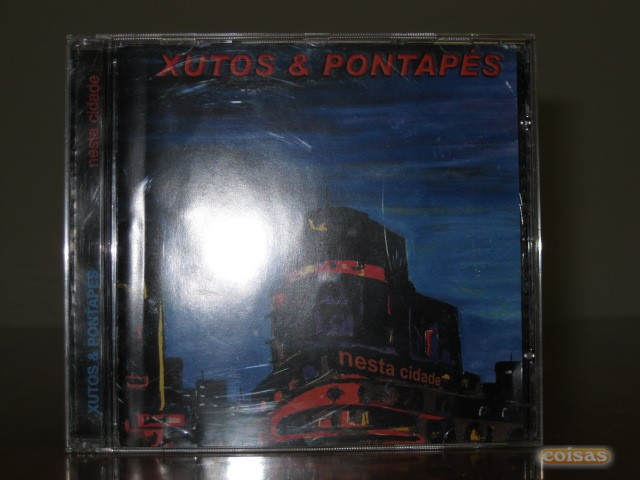 XUTOS & PONTAPÉS
nesta cidade
XUTOS & PONTAPÉS
nesta cidade
coisas